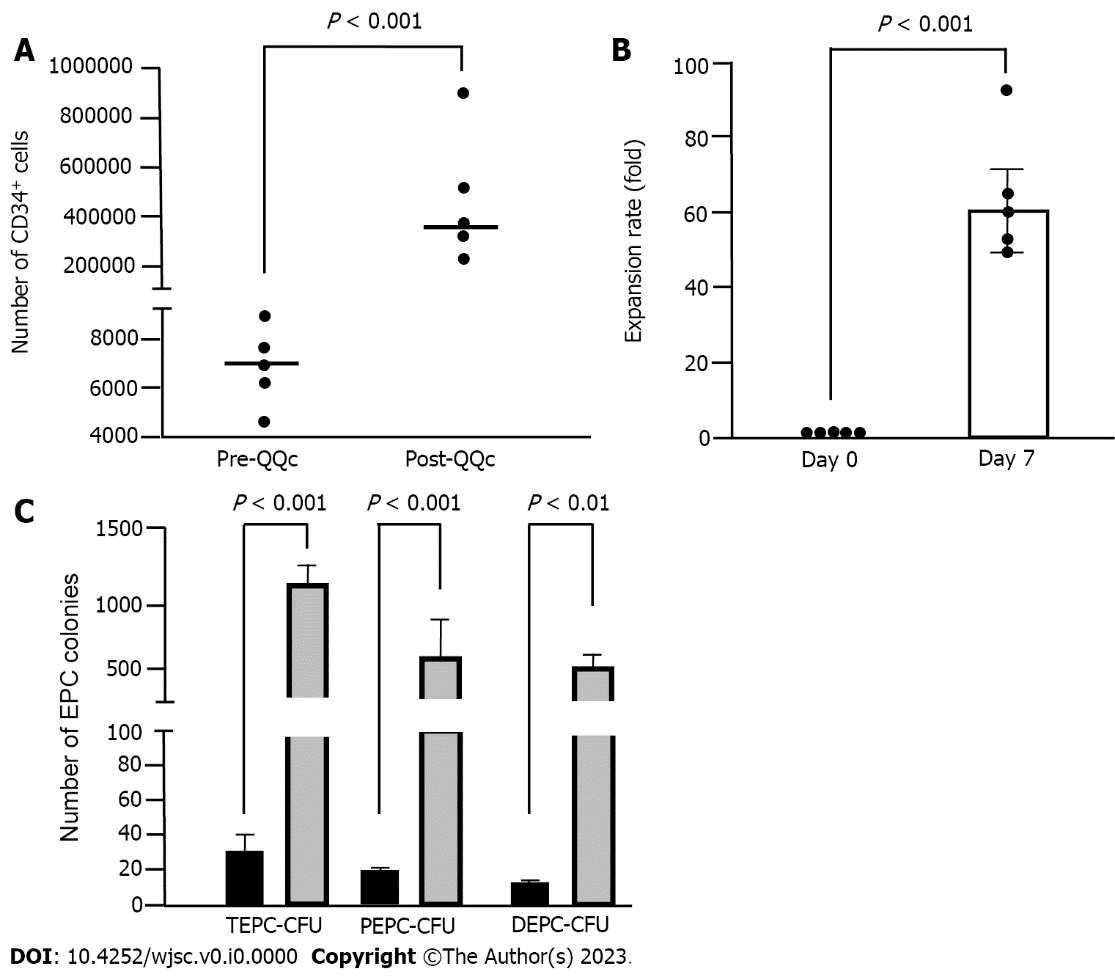 A
P < 0.001
Number of CD34+ cells
1000000
800000
600000
400000
200000
8000
6000
4000
Pre-QQc Post-QQc
B
P < 0.001
Expansion rate (fold)
100
80
60
40
20
0
Day 0 Day 7
C
P < 0.001 P < 0.001 P < 0.01
Number of EPC colonies
1500
1000
500
100
80
60
40
20
0
TEPC-CFU PEPC-CFU DEPC-CFU
DOI: 10.4252/wjsc.v0.i0.0000 Copyright ©The Author(s) 2023.